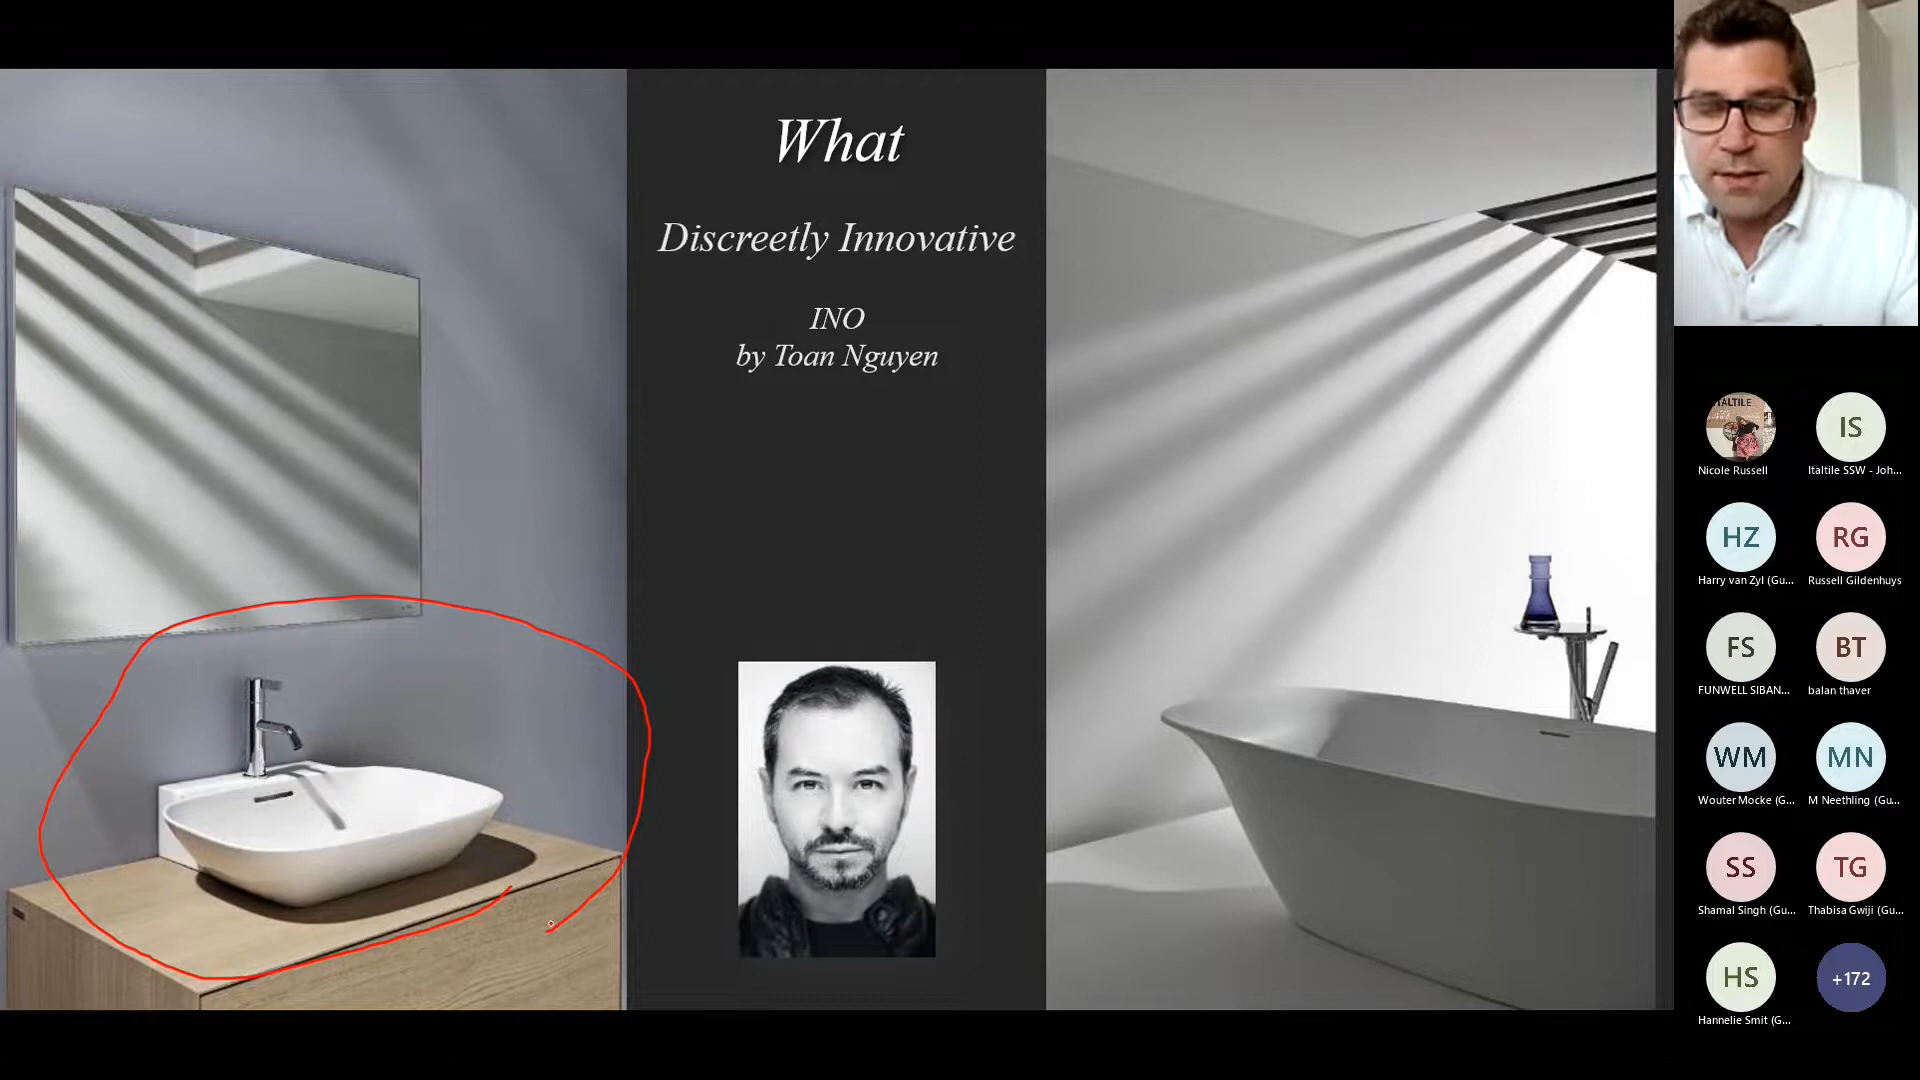 What
Discreetly Innovative
INO
by Toan Nguyen
ITALTILE
Nicole Russell
IS
Italtile SSW - Joh...
HZ
Harry van Zyl (Gu...
RG
Russell Gildenhuys
FS
FUNWELL SIBAN...
BT
balan thaver
WM
Wouter Mocke (G...
MN
M Neethling (Gu...
SS
Shamal Singh (Gu...
TG
Thabisa Gwiji (Gu...
HS
Hannelie Smit (G...
+172